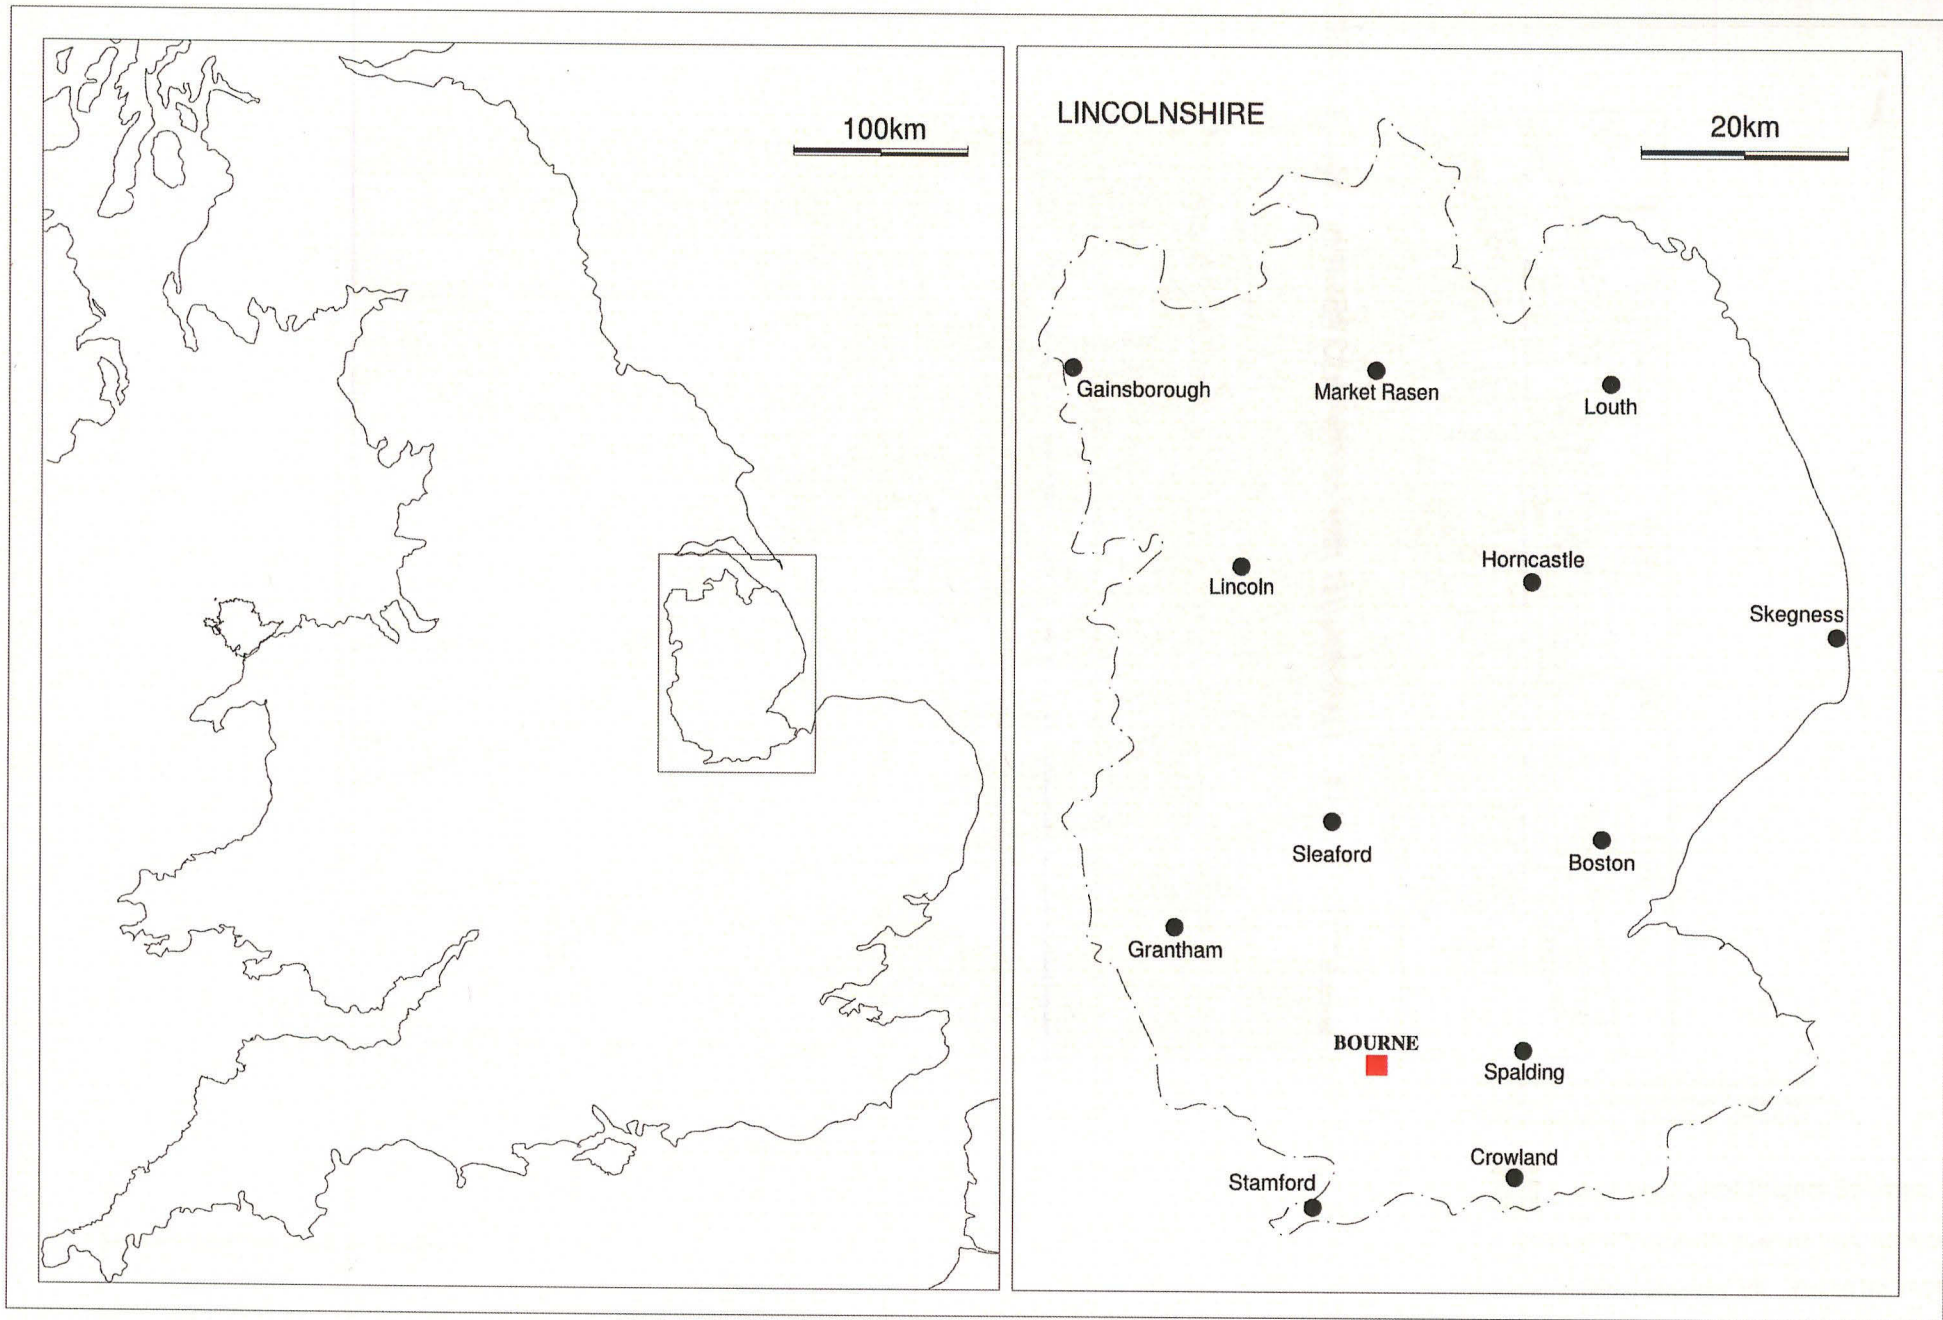 100km
LINCOLNSHIRE
20km
Gainsborough
Market Rasen
Louth
Lincoln
Horncastle
Skegness
Sleaford
Boston
Grantham
BOURNE
Spalding
Crowland
Stamford